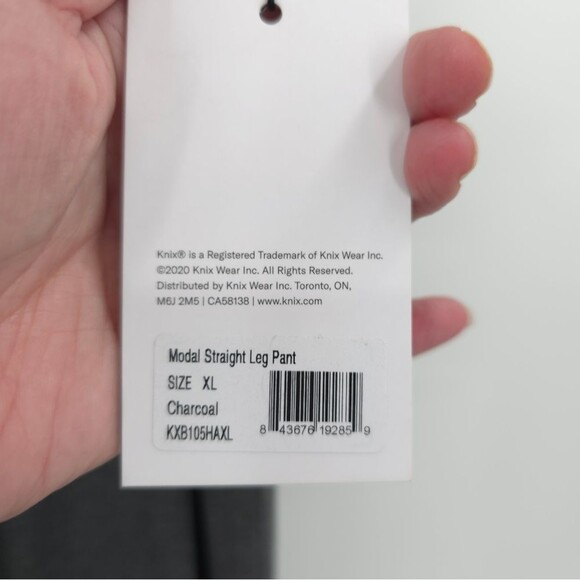 Knix® is a Registered Trademark of Knix Wear Inc.
©2020 Knix Wear Inc. All Rights Reserved.
Distributed by Knix Wear Inc. Toronto, ON,
M6J 2M5 | CA58138 | www.knix.com
Modal Straight Leg Pant
SIZE XL
Charcoal
KXB105HAXL
8 43676 19285 9